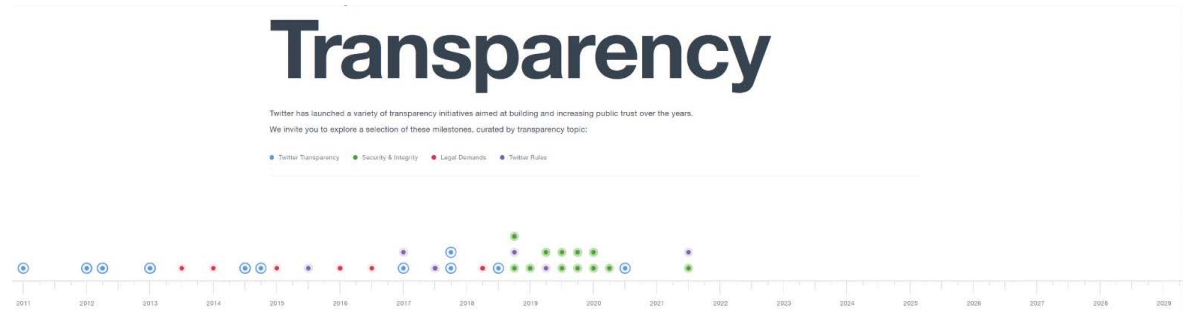 Transparency
Twitter has launched a variety of transparency initiatives aimed at building and increasing public trust over the years.
We invite you to explore a selection of these milestones, curated by transparency topic:
Twitter Transparency Security & Integrity Legal Demands Twitter Rules
2011 2012 2013 2014 2015 2016 2017 2018 2019 2020 2021 2022 2023 2024 2025 2026 2027 2028 2029